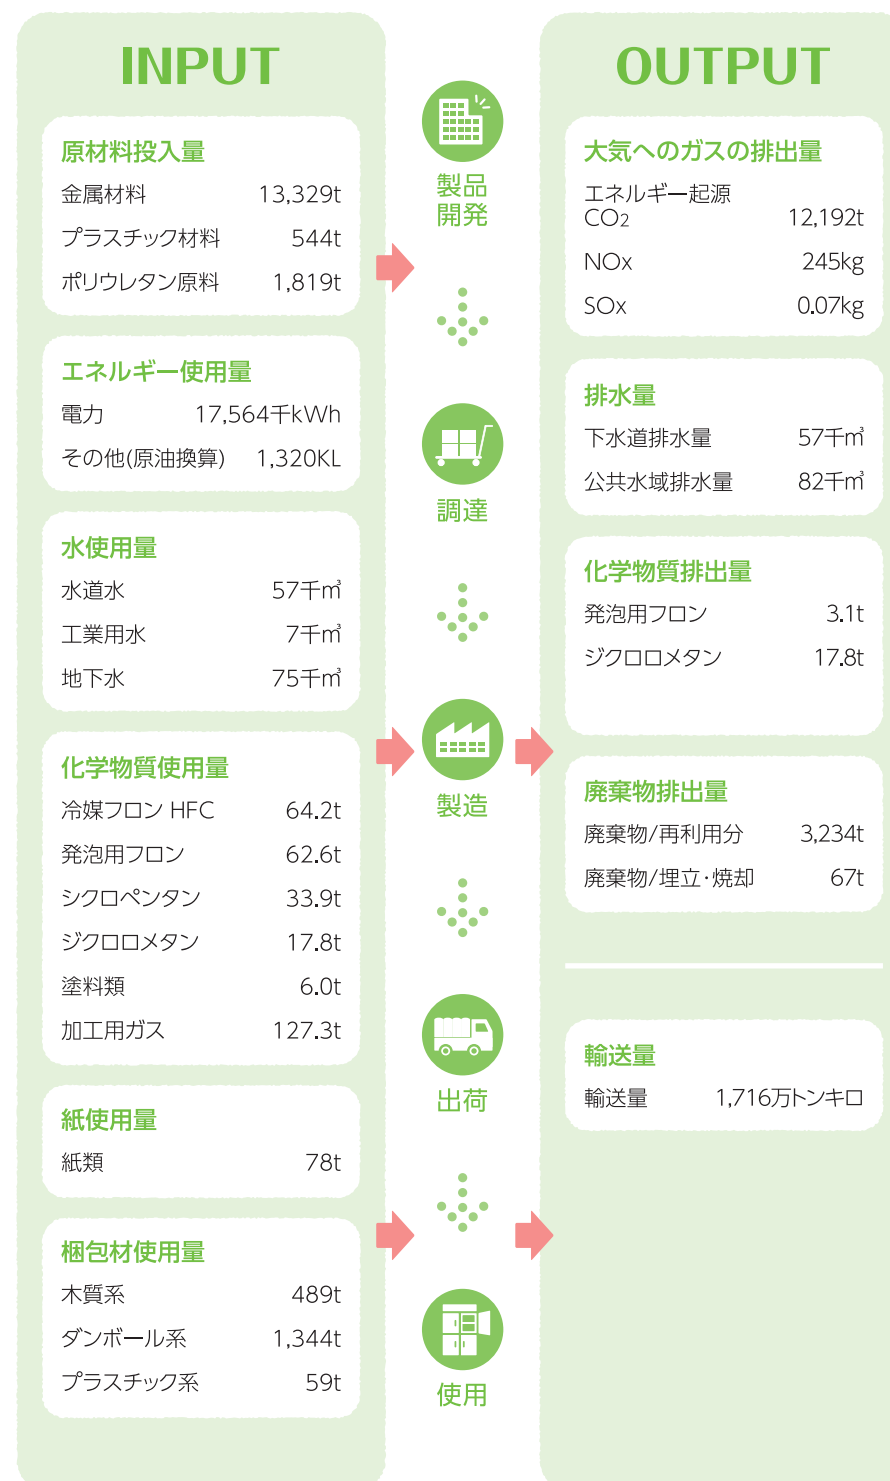 INPUT
原材料投入量
金属材料 13,329t
プラスチック材料 544t
ポリウレタン原料 1,819t
エネルギー使用量
電力 17,564千kWh
その他(原油換算) 1,320KL
水使用量
水道水 57千㎥
工業用水 7千㎥
地下水 75千㎥
化学物質使用量
冷媒フロン HFC 64.2t
発泡用フロン 62.6t
シクロペンタン 33.9t
ジクロロメタン 17.8t
塗料類 6.0t
加工用ガス 127.3t
紙使用量
紙類 78t
梱包材使用量
木質系 489t
ダンボール系 1,344t
プラスチック系 59t
製品
開発
調達
製造
出荷
使用
OUTPUT
大気へのガスの排出量
エネルギー起源
CO2 12,192t
NOx 245kg
SOx 0.07kg
排水量
下水道排水量 57千㎥
公共水域排水量 82千㎥
化学物質排出量
発泡用フロン 3.1t
ジクロロメタン 17.8t
廃棄物排出量
廃棄物/再利用分 3,234t
廃棄物/埋立・焼却 67t
輸送量
輸送量 1,716万トンキロ